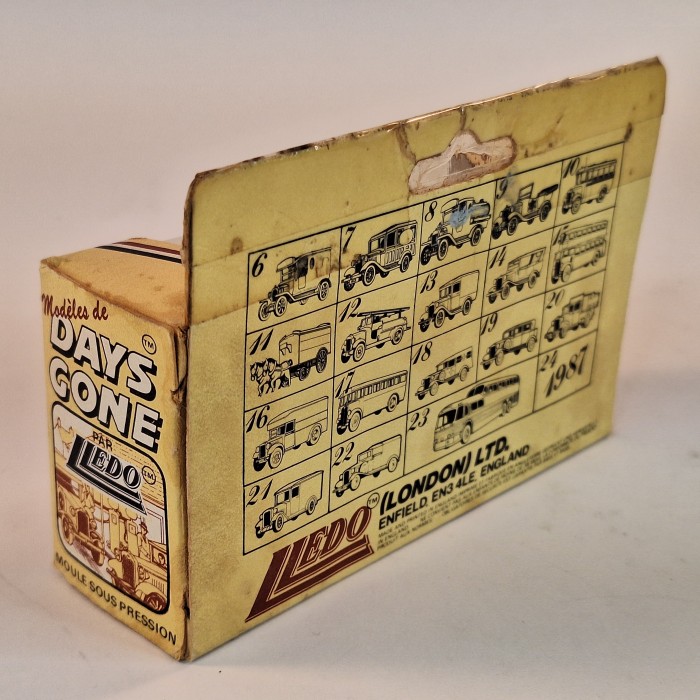 Modèles de
DAYS
GONE
TM
PAR
LLEDO
TM
MOULE SOUS PRESSION
6 7 8 9 10
11 12 13 14 15
16 17 18 19 20
21 22 23 24
1987
LLEDO TM
(LONDON) LTD.
ENFIELD, EN3 4LE, ENGLAND